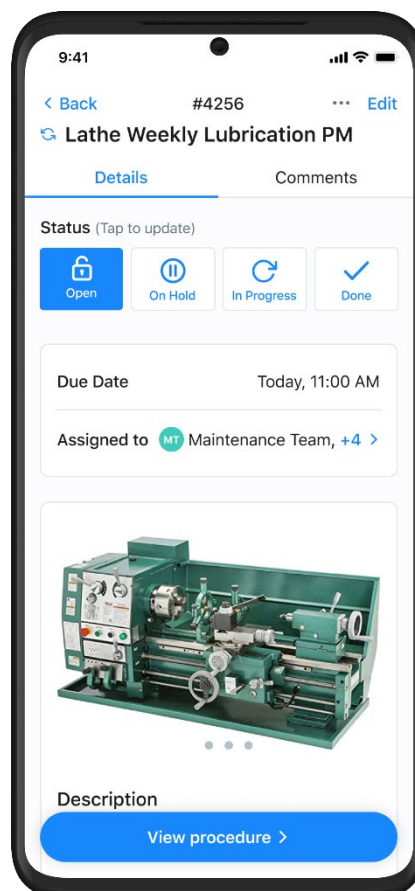 9:41
< Back #4256 ... Edit
Lathe Weekly Lubrication PM
Details Comments
Status (Tap to update)
Open On Hold In Progress Done
Due Date Today, 11:00 AM
Assigned to MT Maintenance Team, +4 >
Description
View procedure >